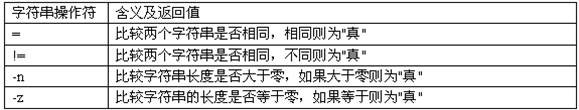 字符串操作符 含义及返回值
= 比较两个字符串是否相同，相同则为"真"
!= 比较两个字符串是否相同，不同则为"真"
-n 比较字符串长度是否大于零，如果大于零则为"真"
-z 比较字符串的长度是否等于零，如果等于则为"真"